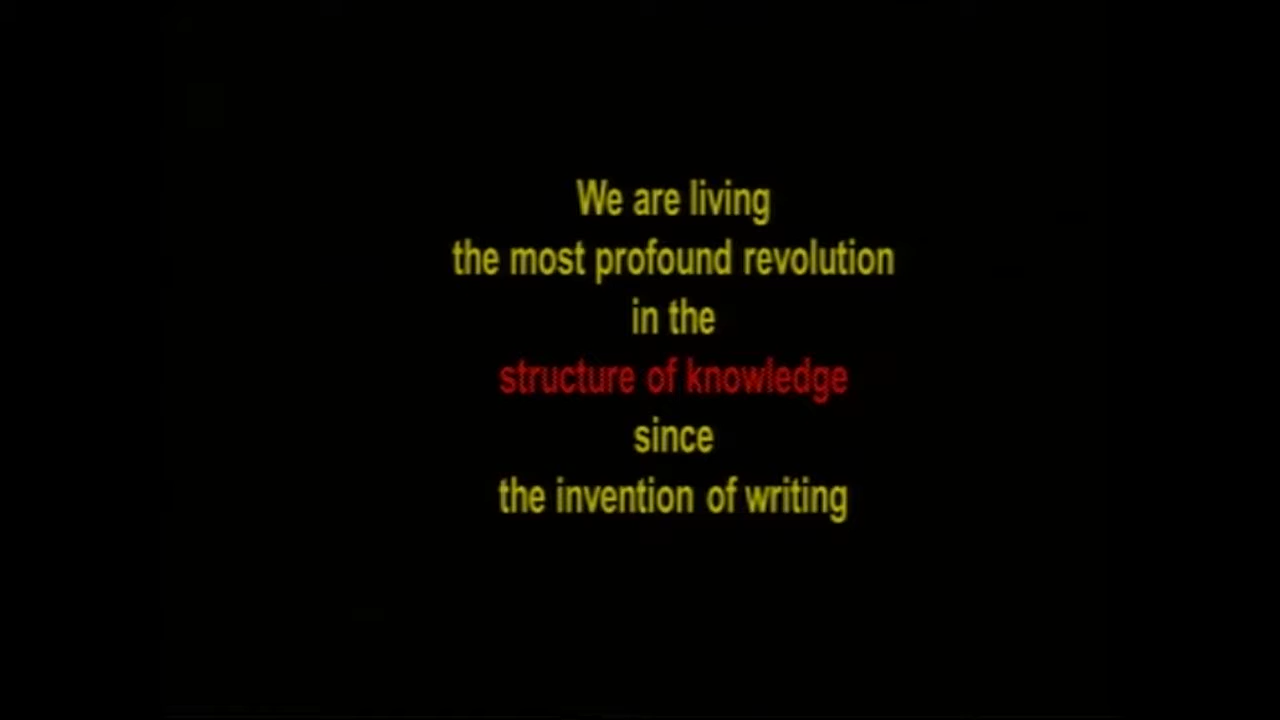 We are living
the most profound revolution
in the
structure of knowledge
since
the invention of writing